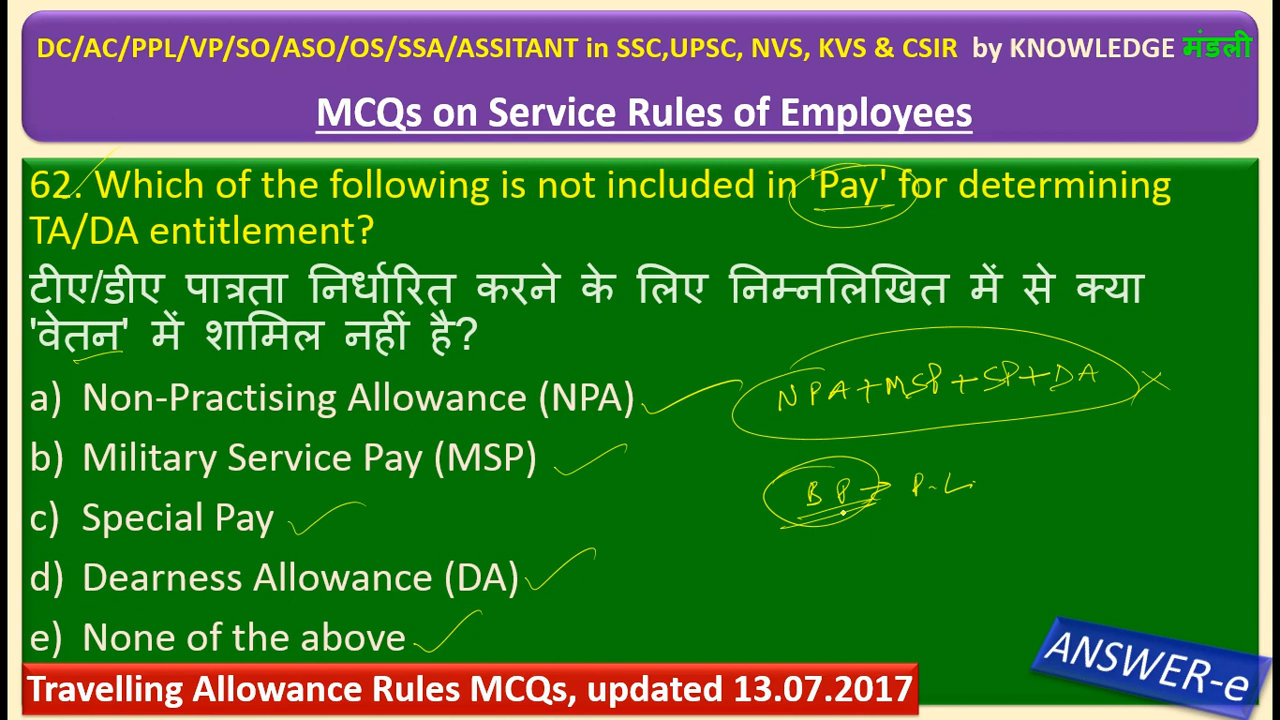 DC/AC/PPL/VP/SO/ASO/OS/SSA/ASSITANT in SSC,UPSC, NVS, KVS & CSIR by KNOWLEDGE मंडली
MCQs on Service Rules of Employees
62. Which of the following is not included in 'Pay' for determining
TA/DA entitlement?
टीए/डीए पात्रता निर्धारित करने के लिए निम्नलिखित में से क्या
'वेतन' में शामिल नहीं है?
a) Non-Practising Allowance (NPA)
NPA+MSP+SP+DA
b) Military Service Pay (MSP)
BP → P.L.
c) Special Pay
d) Dearness Allowance (DA)
e) None of the above
ANSWER-e
Travelling Allowance Rules MCQs, updated 13.07.2017